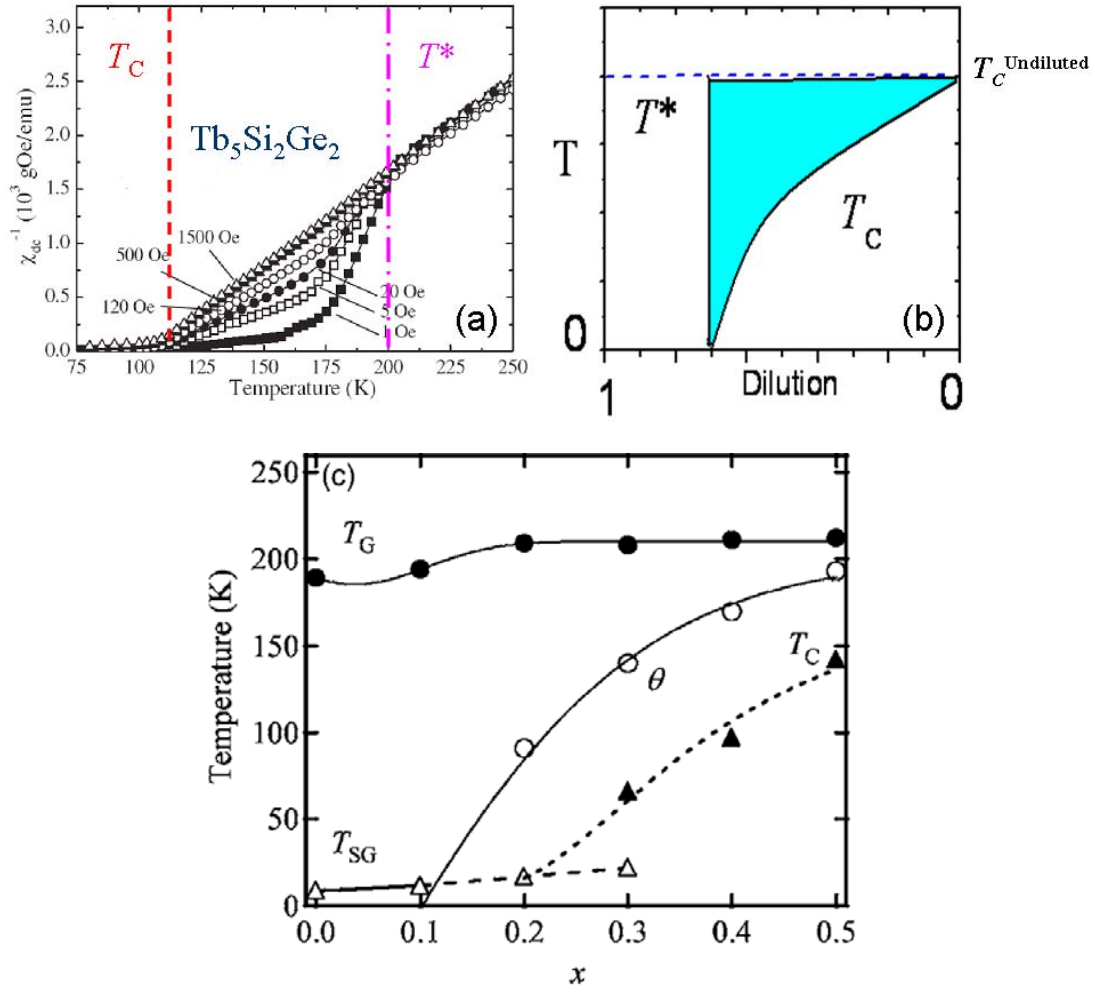 3.0
2.5
2.0
1.5
1.0
0.5
0.0
χdc⁻¹ (10³ gOe/emu)
T_C
T*
Tb₅Si₂Ge₂
1500 Oe
500 Oe
120 Oe
20 Oe
5 Oe
1 Oe
(a)
75 100 125 150 175 200 225 250
Temperature (K)
T_C^Undiluted
T*
T
T_C
0
(b)
1 Dilution 0
(c)
250
200
150
100
50
0
Temperature (K)
T_G
T_C
θ
T_SG
0.0 0.1 0.2 0.3 0.4 0.5
x